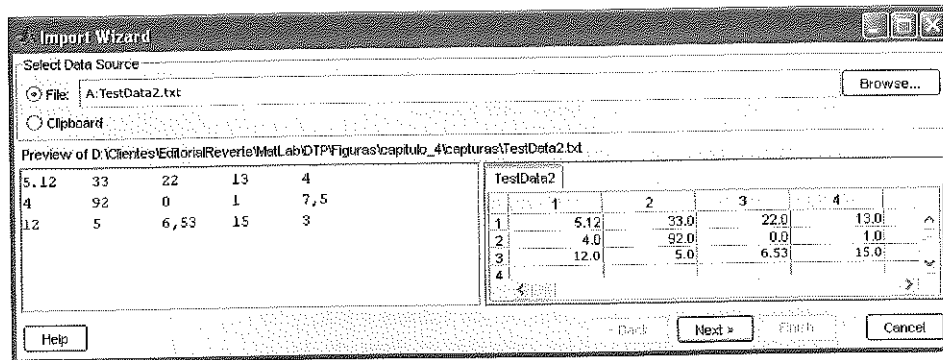 Import Wizard
Select Data Source
File: A:TestData2.txt
Browse...
Clipboard
Preview of D:\Clientes\EditorialReverte\MatLab\DTP\Figuras\capitulo_4\capturas\TestData2.txt
5.12 33 22 13 4
4 92 0 1 7,5
12 5 6,53 15 3
TestData2
1 2 3 4
1 5.12 33.0 22.0 13.0
2 4.0 92.0 0.0 1.0
3 12.0 5.0 6.53 15.0
4
Help
< Back
Next >
Finish
Cancel